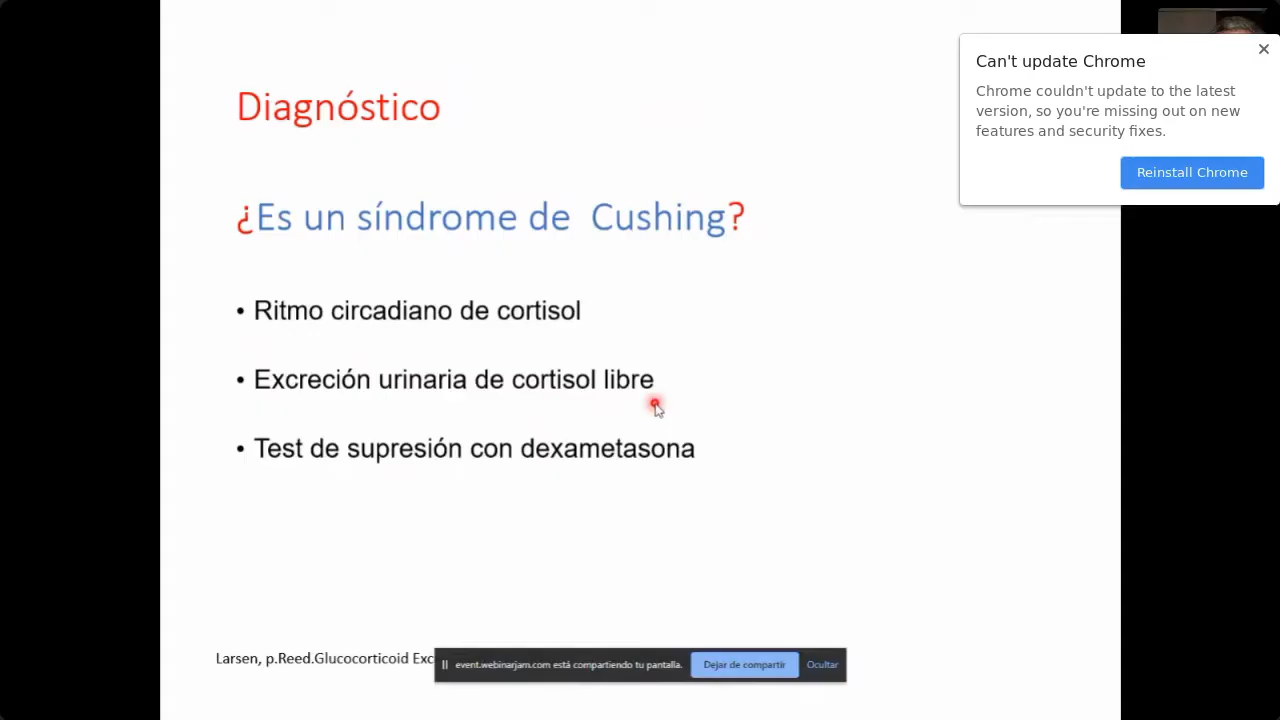 Diagnóstico
¿Es un síndrome de Cushing?
• Ritmo circadiano de cortisol
• Excreción urinaria de cortisol libre
• Test de supresión con dexametasona
Larsen, p.Reed.Glucocorticoid Exc
event.webinarjam.com está compartiendo tu pantalla. Dejar de compartir Ocultar
Can't update Chrome
Chrome couldn't update to the latest
version, so you're missing out on new
features and security fixes.
Reinstall Chrome